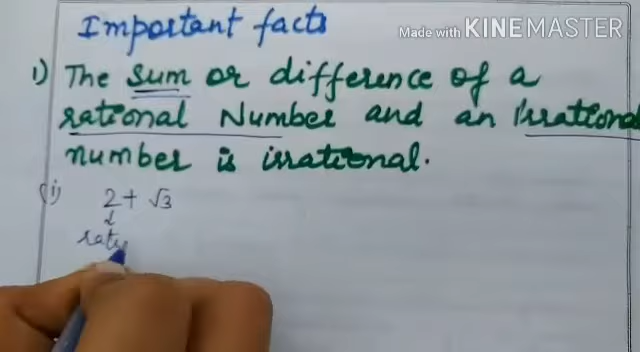 Important facts
Made with KINEMASTER
1) The sum or difference of a
rational Number and an Irrational
number is irrational.
(i) 2 + √3
↓
rati